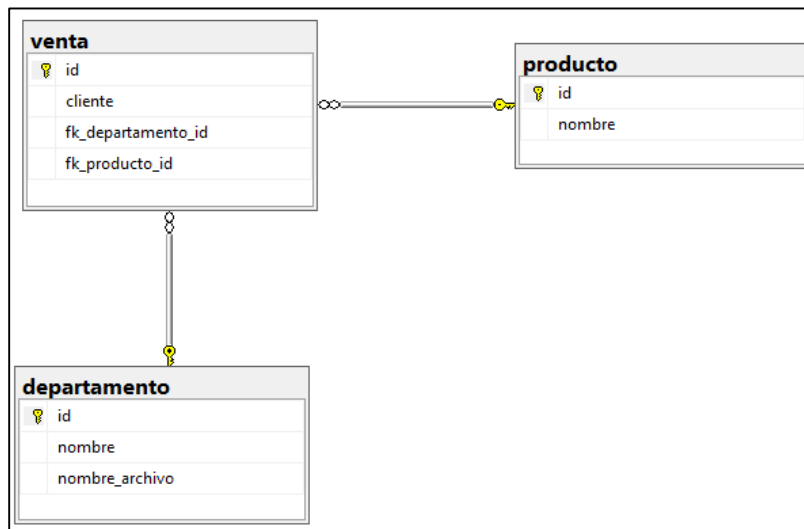 venta
id
cliente
fk_departamento_id
fk_producto_id
producto
id
nombre
departamento
id
nombre
nombre_archivo